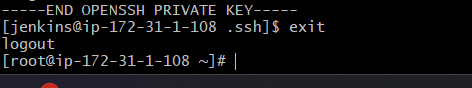 -----END OPENSSH PRIVATE KEY-----
[jenkins@ip-172-31-1-108 .ssh]$ exit
logout
[root@ip-172-31-1-108 ~]#